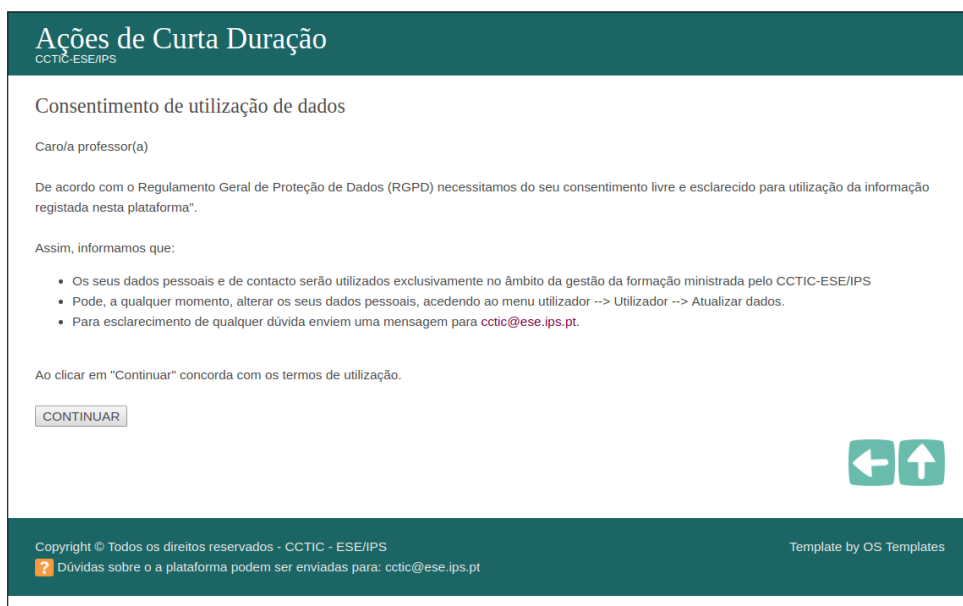 Ações de Curta Duração
CCTIC-ESE/IPS
Consentimento de utilização de dados
Caro/a professor(a)
De acordo com o Regulamento Geral de Proteção de Dados (RGPD) necessitamos do seu consentimento livre e esclarecido para utilização da informação
registada nesta plataforma".
Assim, informamos que:
• Os seus dados pessoais e de contacto serão utilizados exclusivamente no âmbito da gestão da formação ministrada pelo CCTIC-ESE/IPS
• Pode, a qualquer momento, alterar os seus dados pessoais, acedendo ao menu utilizador --> Utilizador --> Atualizar dados.
• Para esclarecimento de qualquer dúvida enviem uma mensagem para cctic@ese.ips.pt.
Ao clicar em "Continuar" concorda com os termos de utilização.
CONTINUAR
Copyright © Todos os direitos reservados - CCTIC - ESE/IPS
Template by OS Templates
? Dúvidas sobre o a plataforma podem ser enviadas para: cctic@ese.ips.pt